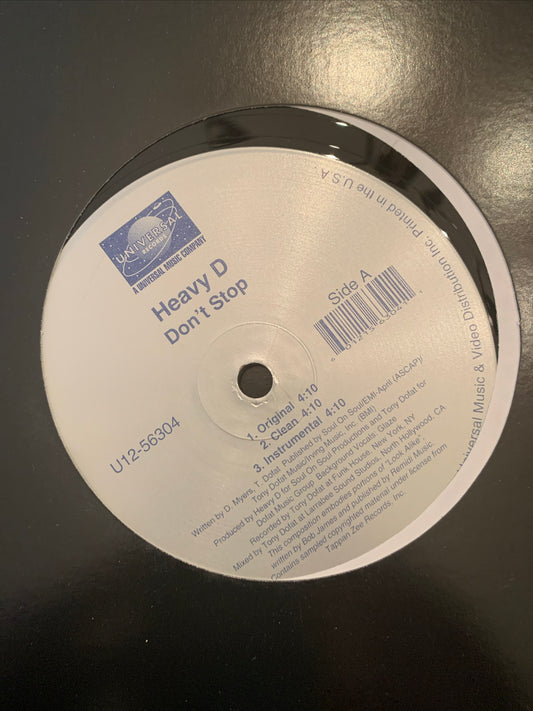 UNIVERSAL
RECORDS
A UNIVERSAL MUSIC COMPANY
Heavy D
Don't Stop
Side A
U12-56304
1. Original 4:10
2. Clean 4:10
3. Instrumental 4:10
Written by D. Myers, T. Dofat. Published by Soul On Soul/EMI-April (ASCAP)/
Tony Dofat Music/Irving Music, Inc. (BMI)
Produced by Heavy D for Soul On Soul Productions and Tony Dofat for
Dofat Music Group. Background Vocals - Glaze
Recorded by Tony Dofat at Funk House, New York, NY
Mixed by Tony Dofat at Larrabee Sound Studios, North Hollywood, CA
This composition embodies portions of 'Look Alike',
written by Bob James and published by Remidi Music.
Contains sampled copyrighted material under license from
Tappan Zee Records, Inc.
Universal Music & Video Distribution Inc. Printed in the U S A